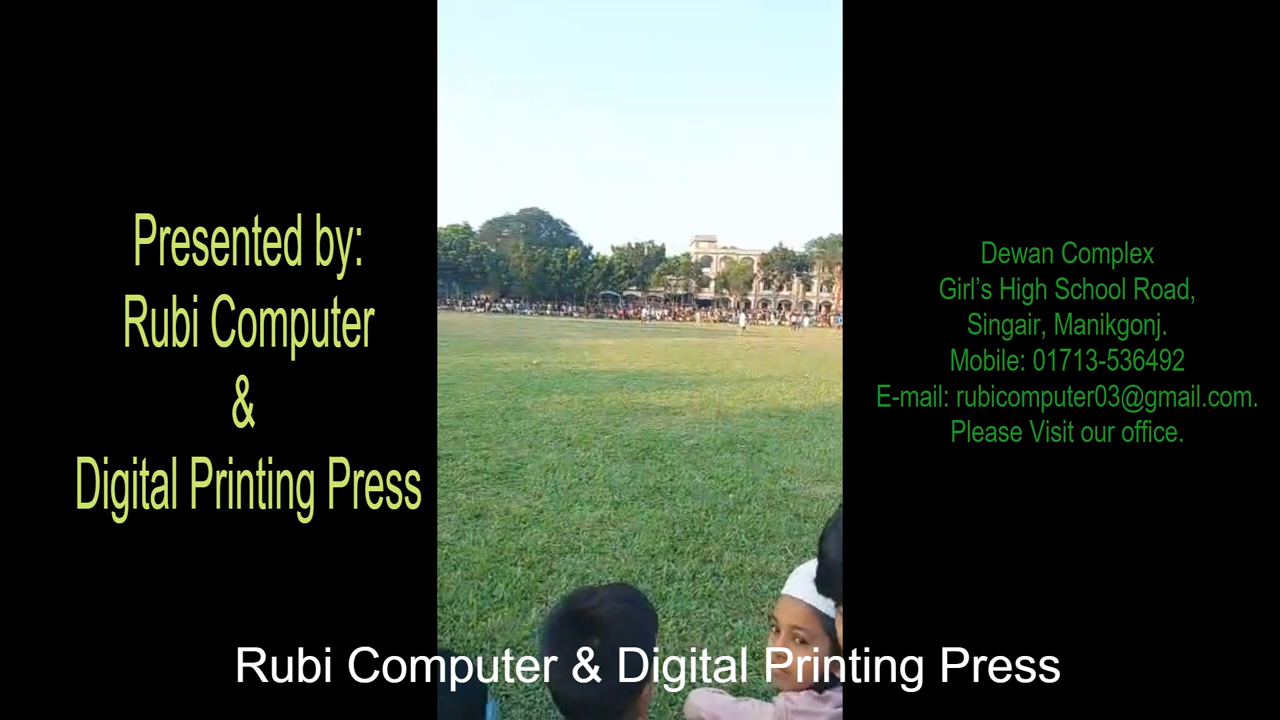 Presented by:
Rubi Computer
&
Digital Printing Press
Dewan Complex
Girl’s High School Road,
Singair, Manikgonj.
Mobile: 01713-536492
E-mail: rubicomputer03@gmail.com.
Please Visit our office.
Rubi Computer & Digital Printing Press